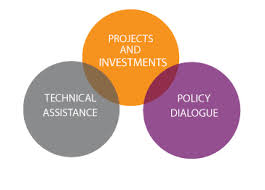 PROJECTS
AND
INVESTMENTS
TECHNICAL
ASSISTANCE
POLICY
DIALOGUE